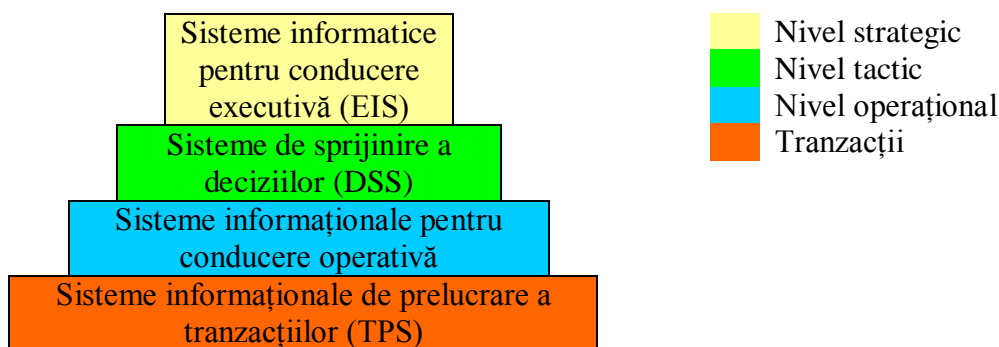 Sisteme informatice
pentru conducere
executivă (EIS)
Sisteme de sprijinire a
deciziilor (DSS)
Sisteme informaționale pentru
conducere operativă
Sisteme informaționale de prelucrare a
tranzacțiilor (TPS)
Nivel strategic
Nivel tactic
Nivel operațional
Tranzacții